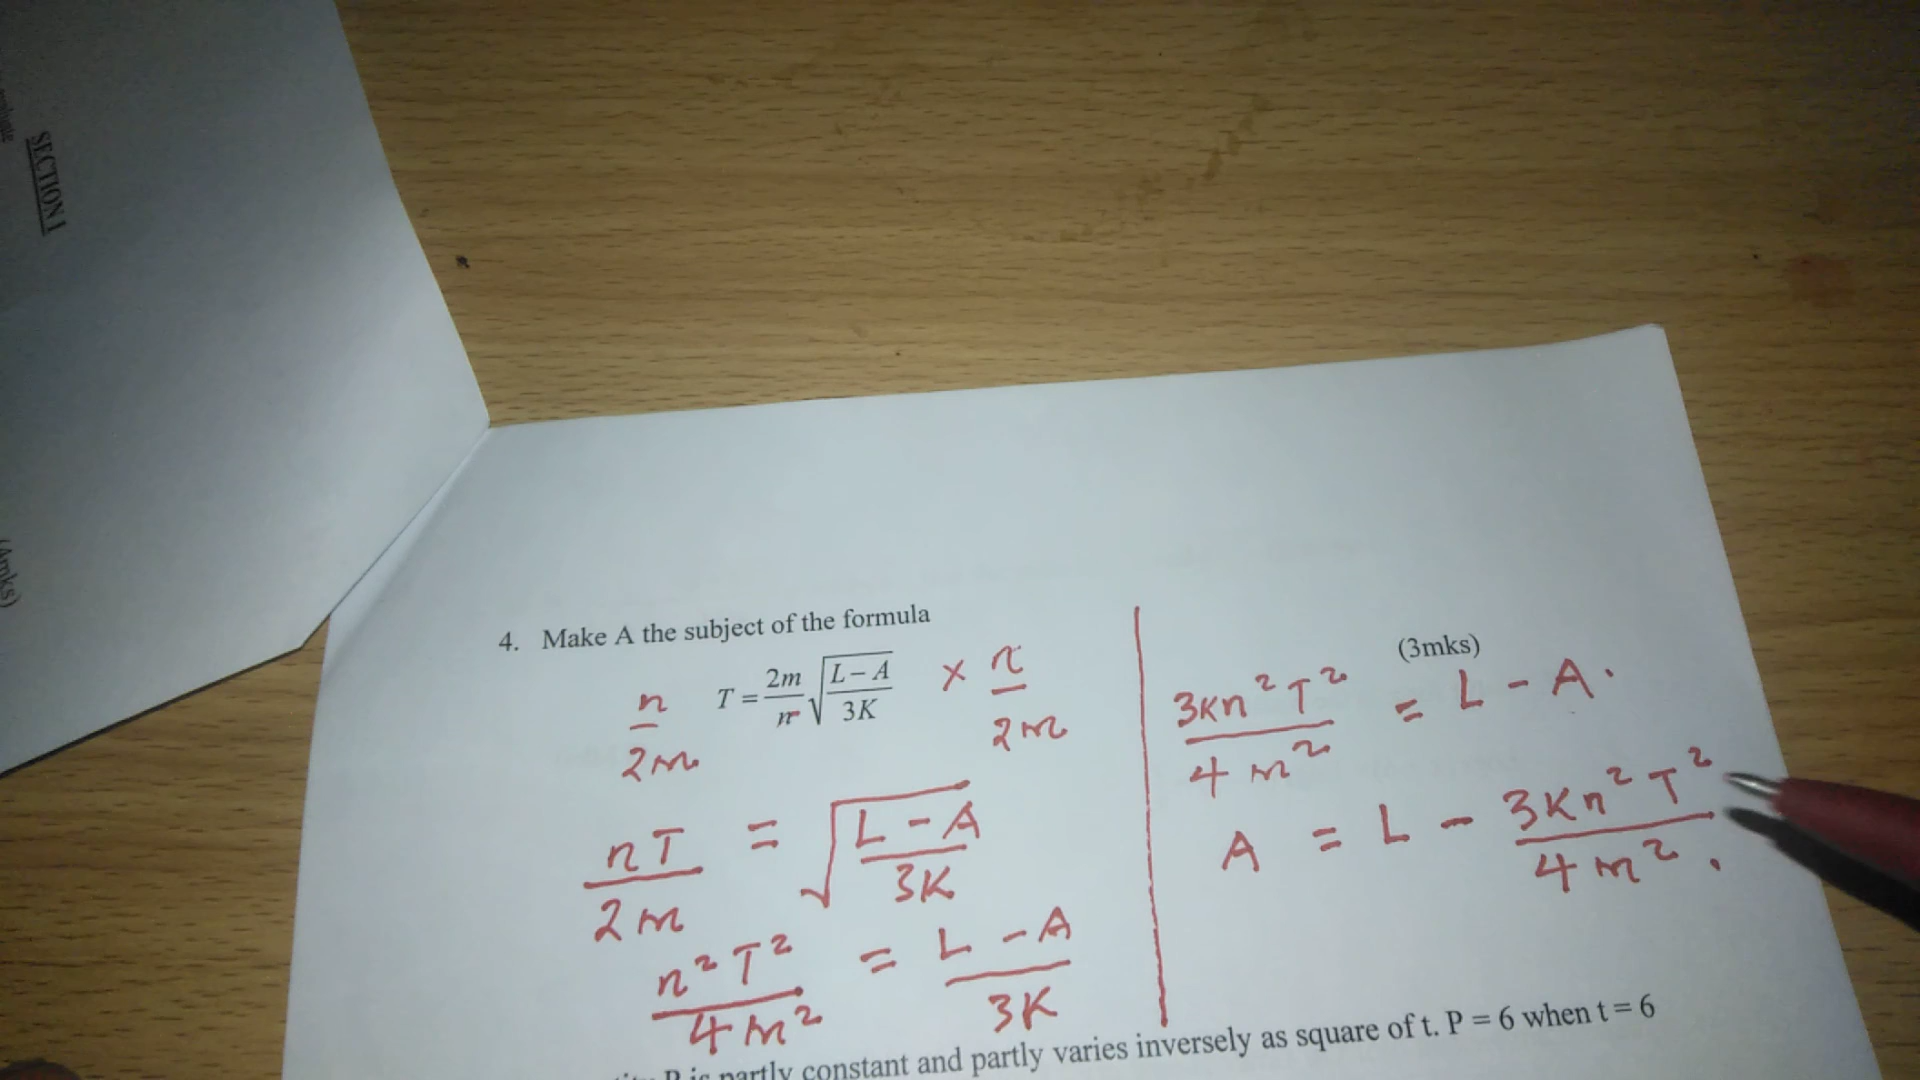 SECTION I
(4mks)
4. Make A the subject of the formula
(3mks)
n/2m T = 2m/n √(L – A)/3K × n/2m
nT/2m = √(L - A)/3K
n²T²/4m² = L - A/3K
3Kn²T²/4m² = L - A.
A = L - 3Kn²T²/4m².
P is partly constant and partly varies inversely as square of t. P = 6 when t = 6